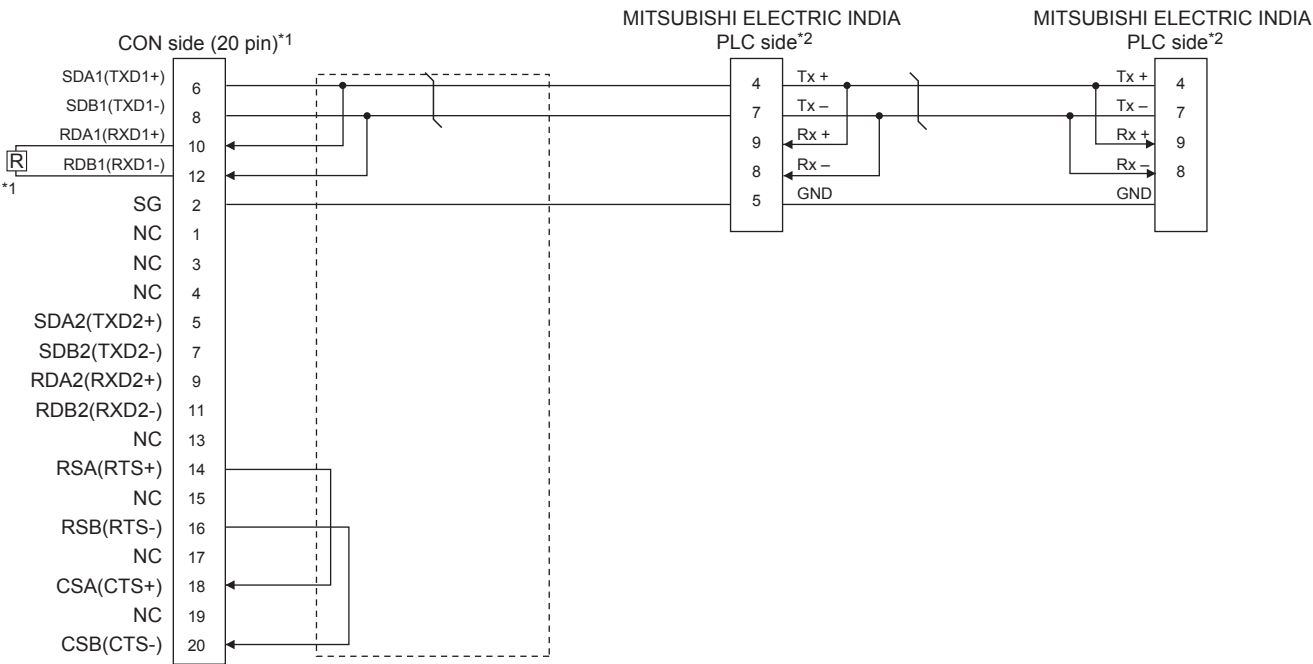 MITSUBISHI ELECTRIC INDIA
PLC side*2
MITSUBISHI ELECTRIC INDIA
PLC side*2
CON side (20 pin)*1
SDA1(TXD1+) 6 4 Tx + Tx + 4
SDB1(TXD1-) 8 7 Tx – Tx – 7
RDA1(RXD1+) 10 9 Rx + Rx + 9
R RDB1(RXD1-) 12 8 Rx – Rx – 8
*1
SG 2 5 GND GND
NC 1
NC 3
NC 4
SDA2(TXD2+) 5
SDB2(TXD2-) 7
RDA2(RXD2+) 9
RDB2(RXD2-) 11
NC 13
RSA(RTS+) 14
NC 15
RSB(RTS-) 16
NC 17
CSA(CTS+) 18
NC 19
CSB(CTS-) 20